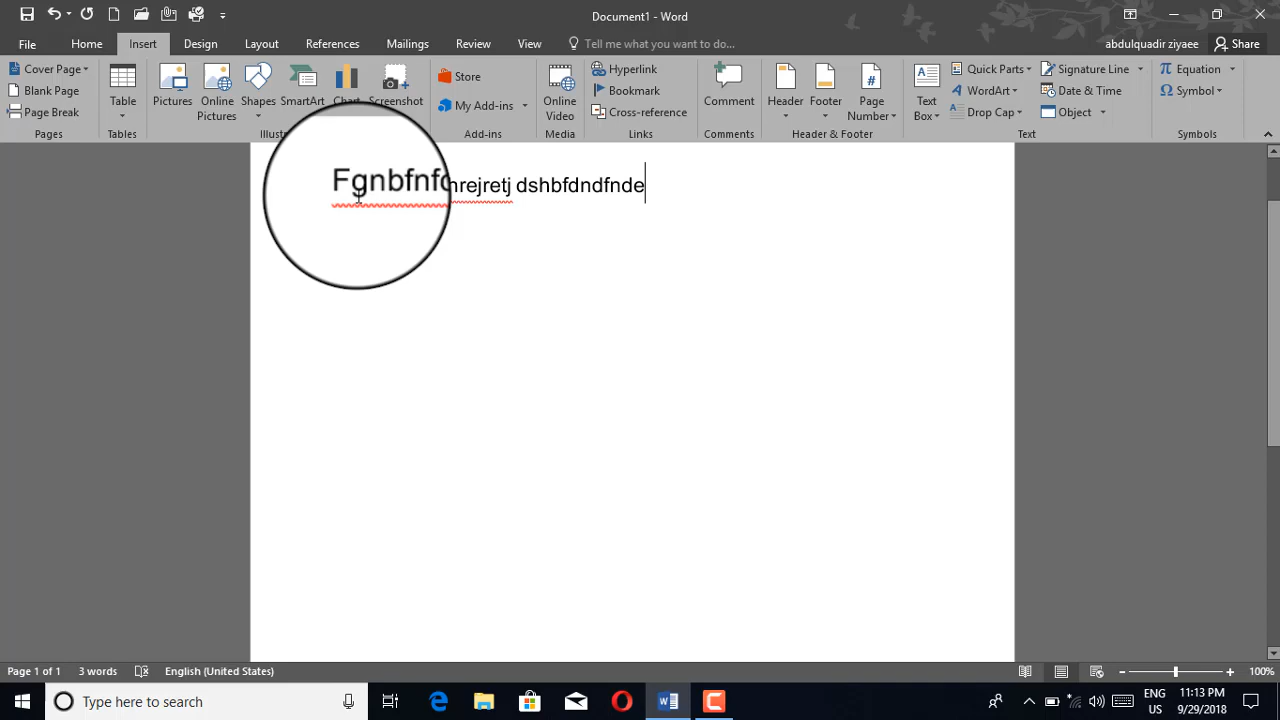 Document1 - Word
File Home Insert Design Layout References Mailings Review View Tell me what you want to do... abdulquadir ziyaee Share
Cover Page
Blank Page
Page Break
Pages
Table
Tables
Pictures
Online Pictures
Shapes
SmartArt
Screenshot
Store
My Add-ins
Add-ins
Online Video
Media
Hyperlink
Bookmark
Cross-reference
Links
Comment
Comments
Header
Footer
Page Number
Header & Footer
Text Box
Quick Parts
WordArt
Drop Cap
Signature Line
Date & Time
Object
Text
Equation
Symbol
Symbols
dshbfdndfnde
Page 1 of 1 3 words English (United States) 100%
Type here to search
ENG
US
11:13 PM
9/29/2018